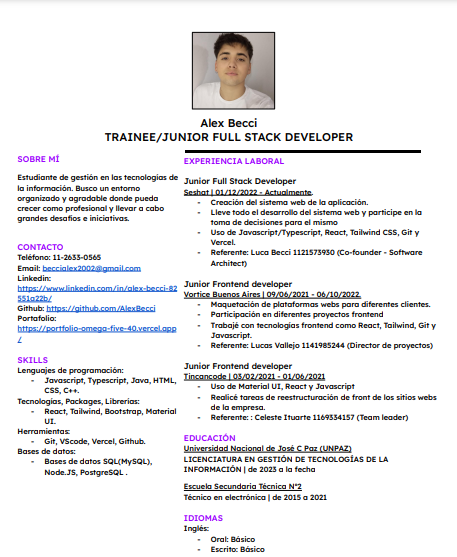 Alex Becci
TRAINEE/JUNIOR FULL STACK DEVELOPER
SOBRE MÍ
Estudiante de gestión en las tecnologías de
la información. Busco un entorno
organizado y agradable donde pueda
crecer como profesional y llevar a cabo
grandes desafíos e iniciativas.
CONTACTO
Teléfono: 11-2633-0565
Email: beccialex2002@gmail.com
Linkedin:
https://www.linkedin.com/in/alex-becci-82
551a22b/
Github: https://github.com/AlexBecci
Portafolio:
https://portfolio-omega-five-40.vercel.app
/
SKILLS
Lenguajes de programación:
- Javascript, Typescript, Java, HTML,
CSS, C++.
Tecnologías, Packages, Librerías:
- React, Tailwind, Bootstrap, Material
UI.
Herramientas:
- Git, VScode, Vercel, Github.
Bases de datos:
- Bases de datos SQL(MySQL),
Node.JS, PostgreSQL .
EXPERIENCIA LABORAL
Junior Full Stack Developer
Seshat | 01/12/2022 - Actualmente.
- Creación del sistema web de la aplicación.
- Lleve todo el desarrollo del sistema web y participe en la
toma de decisiones para el mismo
- Uso de Javascript/Typescript, React, Tailwind CSS, Git y
Vercel.
- Referente: Luca Becci 1121573930 (Co-founder - Software
Architect)
Junior Frontend developer
Vortice Buenos Aires | 09/06/2021 - 06/10/2022.
- Maquetación de plataformas web para diferentes clientes.
- Participación en diferentes proyectos frontend
- Trabajé con tecnologías frontend como React, Tailwind, Git y
Javascript.
- Referente: Lucas Vallejo 1141985244 (Director de proyectos)
Junior Frontend developer
Tincancode | 03/02/2021 - 01/06/2021
- Uso de Material UI, React y Javascript
- Realicé tareas de reestructuración de front de los sitios webs
de la empresa.
- Referente: : Celeste Ituarte 1169334157 (Team leader)
EDUCACIÓN
Universidad Nacional de José C Paz (UNPAZ)
LICENCIATURA EN GESTIÓN DE TECNOLOGÍAS DE LA
INFORMACIÓN | de 2023 a la fecha
Escuela Secundaria Técnica N°2
Técnico en electrónica | de 2015 a 2021
IDIOMAS
Inglés:
- Oral: Básico
- Escrito: Básico